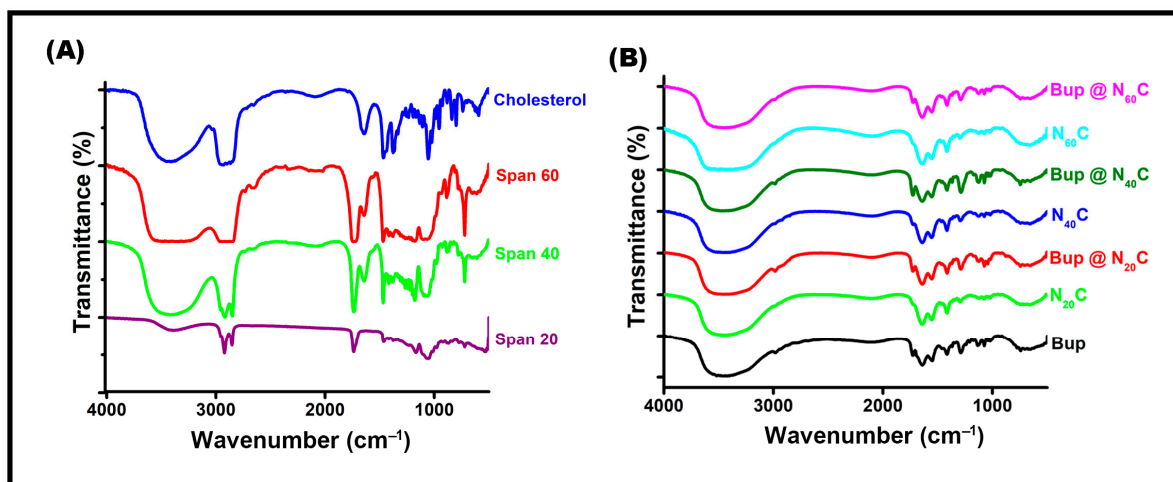 (A)
Cholesterol
Span 60
Span 40
Span 20
Transmittance (%)
4000 3000 2000 1000
Wavenumber (cm⁻¹)
(B)
Bup @ N₆₀C
N₆₀C
Bup @ N₄₀C
N₄₀C
Bup @ N₂₀C
N₂₀C
Bup
Transmittance (%)
4000 3000 2000 1000
Wavenumber (cm⁻¹)